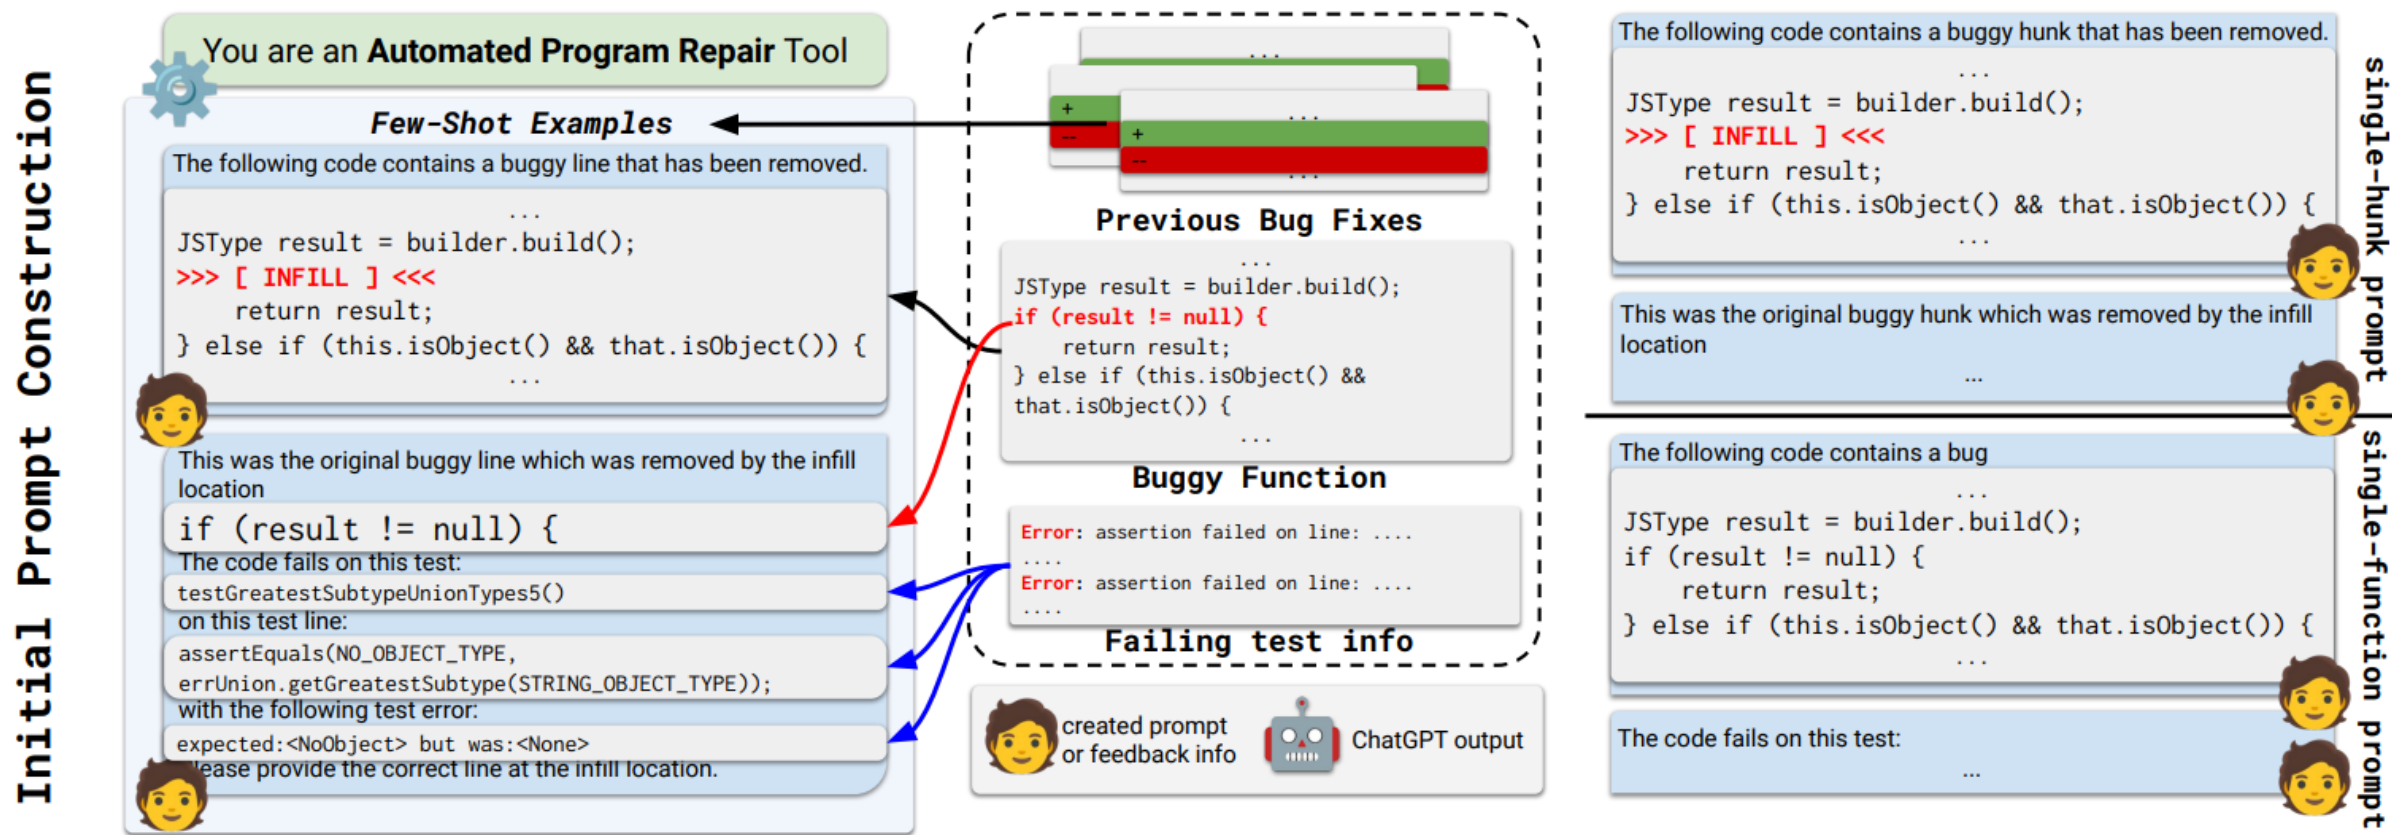 Initial Prompt Construction
You are an Automated Program Repair Tool
Few-Shot Examples
The following code contains a buggy line that has been removed.
...
JSType result = builder.build();
>>> [ INFILL ] <<<
return result;
} else if (this.isObject() && that.isObject()) {
...
This was the original buggy line which was removed by the infill
location
if (result != null) {
The code fails on this test:
testGreatestSubtypeUnionTypes5()
on this test line:
assertEquals(NO_OBJECT_TYPE,
errUnion.getGreatestSubtype(STRING_OBJECT_TYPE));
with the following test error:
expected:<NoObject> but was:<None>
lease provide the correct line at the infill location.
...
+
--
...
+
--
...
Previous Bug Fixes
...
JSType result = builder.build();
if (result != null) {
return result;
} else if (this.isObject() &&
that.isObject()) {
...
Buggy Function
Error: assertion failed on line: ....
....
Error: assertion failed on line: ....
....
Failing test info
created prompt
or feedback info
ChatGPT output
The following code contains a buggy hunk that has been removed.
...
JSType result = builder.build();
>>> [ INFILL ] <<<
return result;
} else if (this.isObject() && that.isObject()) {
...
This was the original buggy hunk which was removed by the infill
location
...
single-hunk prompt
The following code contains a bug
...
JSType result = builder.build();
if (result != null) {
return result;
} else if (this.isObject() && that.isObject()) {
...
The code fails on this test:
...
single-function prompt